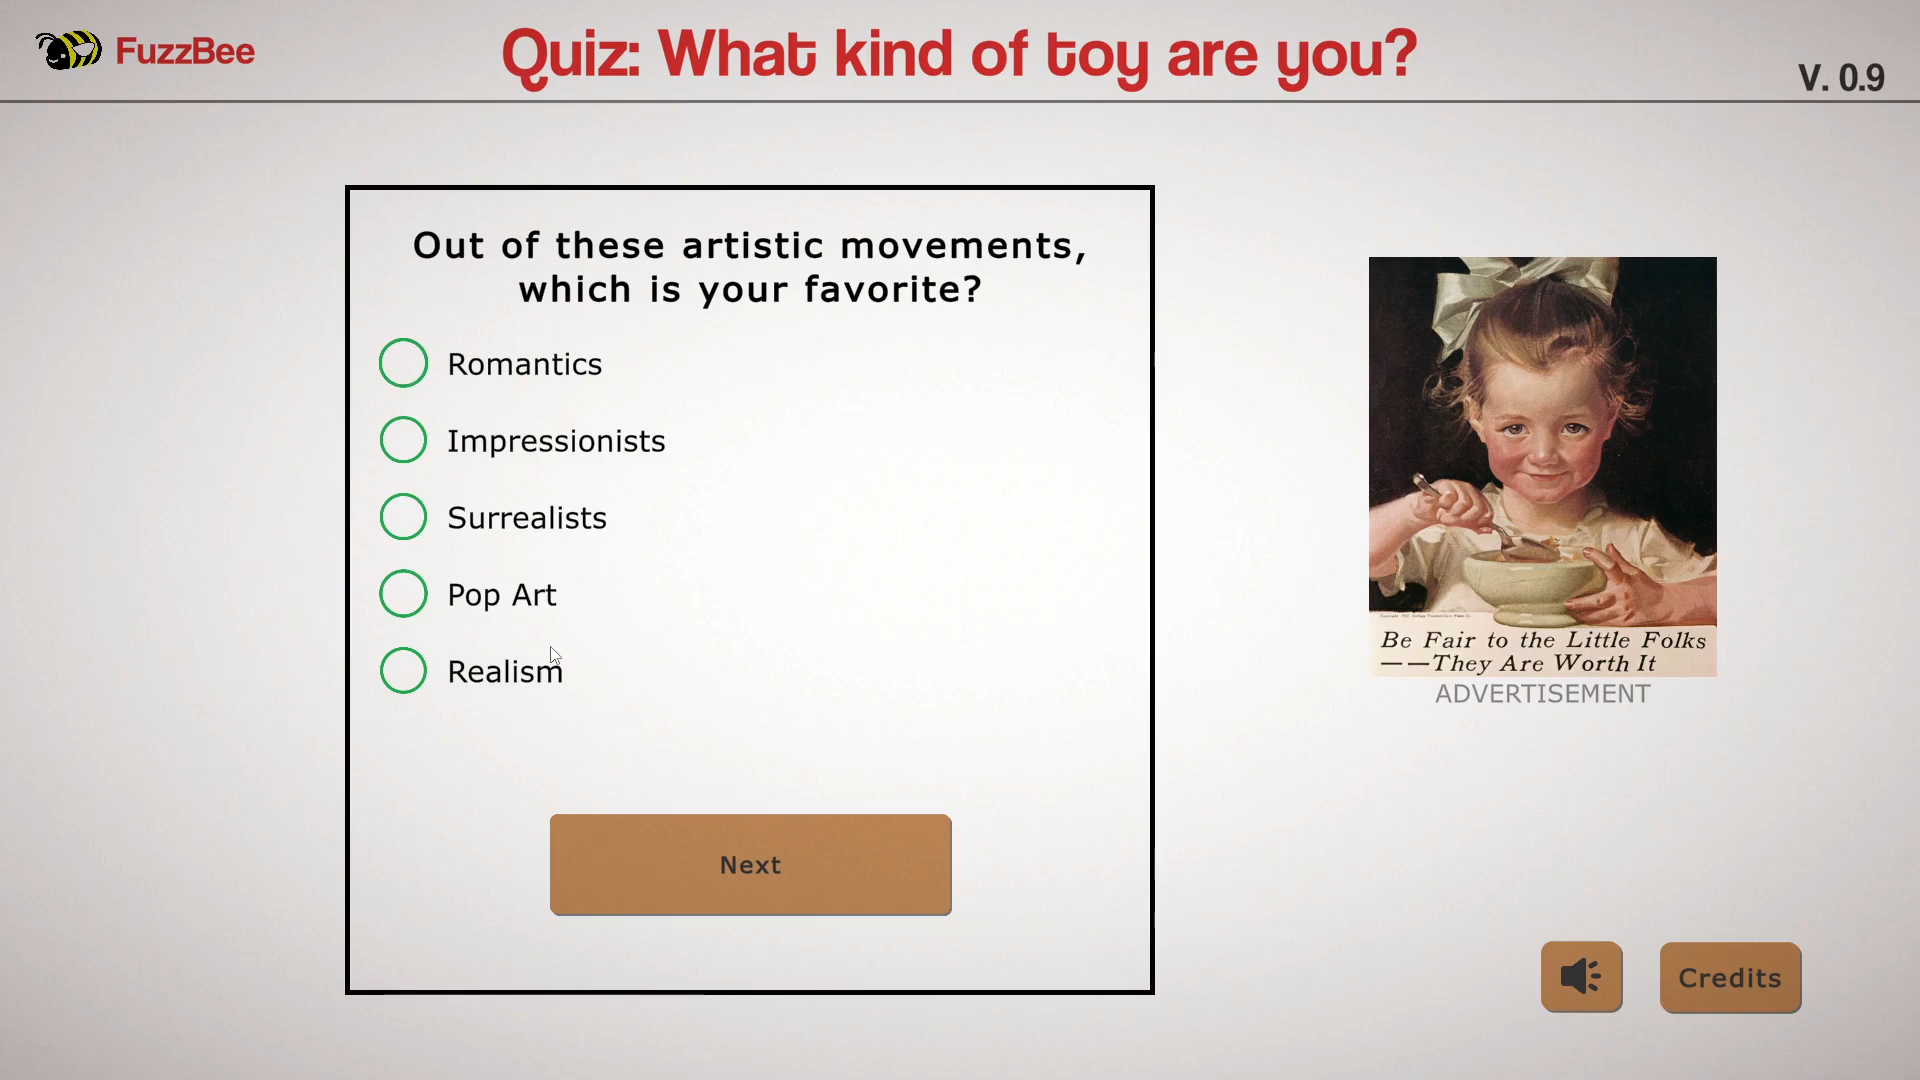 FuzzBee
Quiz: What kind of toy are you?
V. 0.9
Out of these artistic movements,
which is your favorite?
Romantics
Impressionists
Surrealists
Pop Art
Realism
Next
Be Fair to the Little Folks
——They Are Worth It
ADVERTISEMENT
Credits